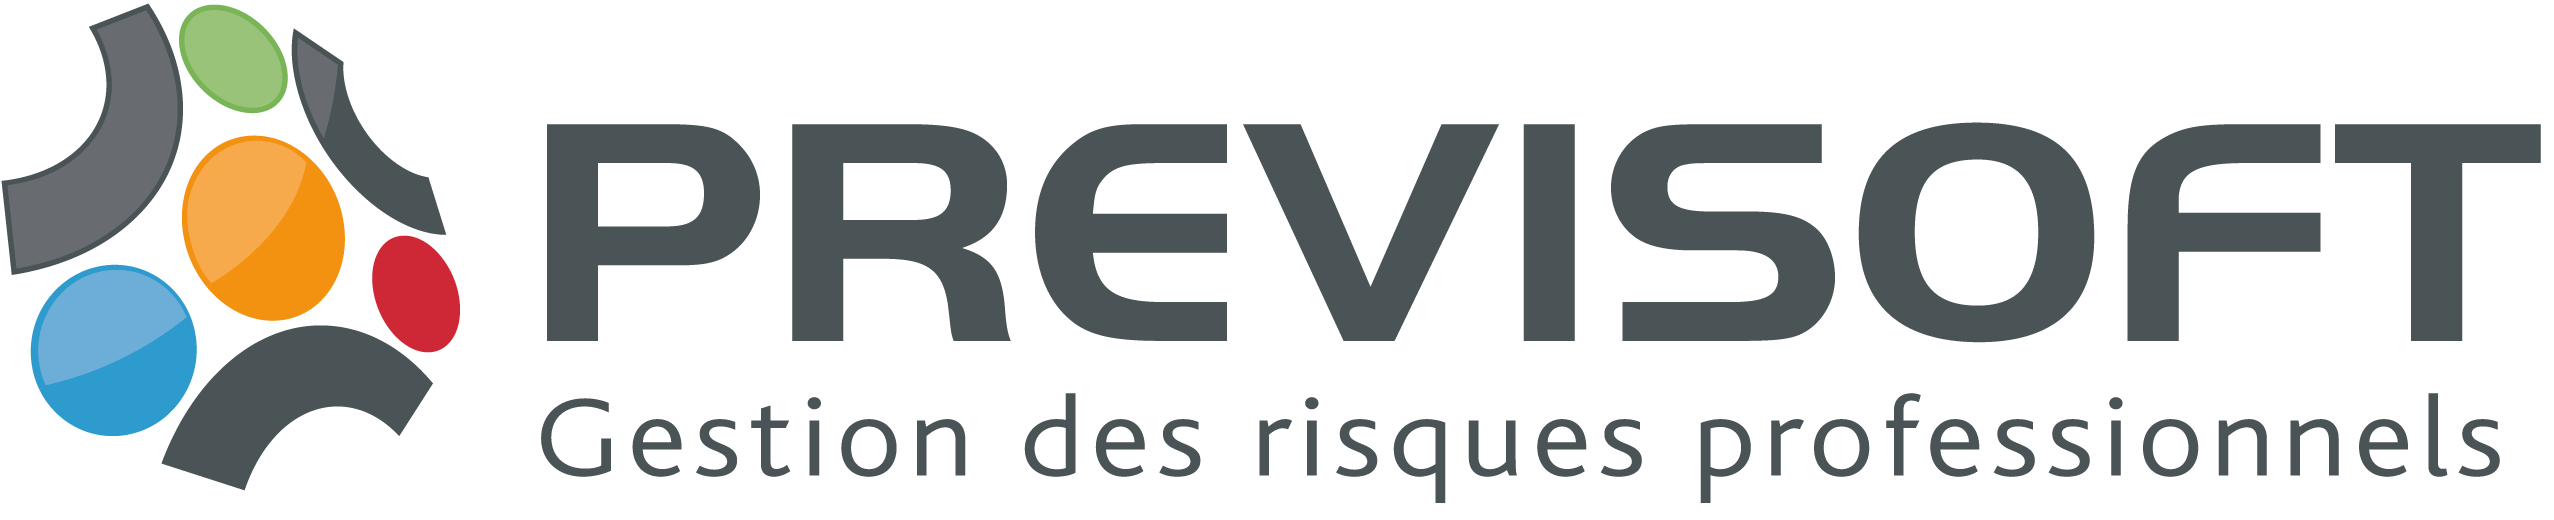 PREVISOFT
Gestion des risques professionnels